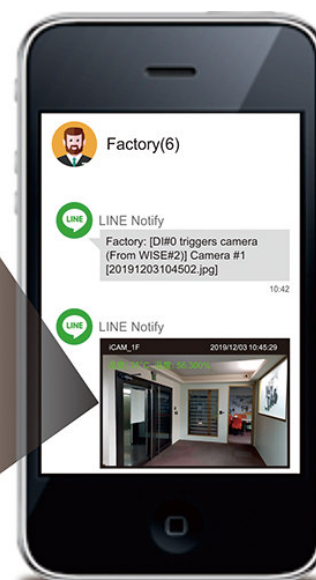 Factory(6)
LINE
LINE Notify
Factory: [DI#0 triggers camera
(From WISE#2)] Camera #1
[20191203104502.jpg]
10:42
LINE
LINE Notify
iCAM_1F 2019/12/03 10:45:29